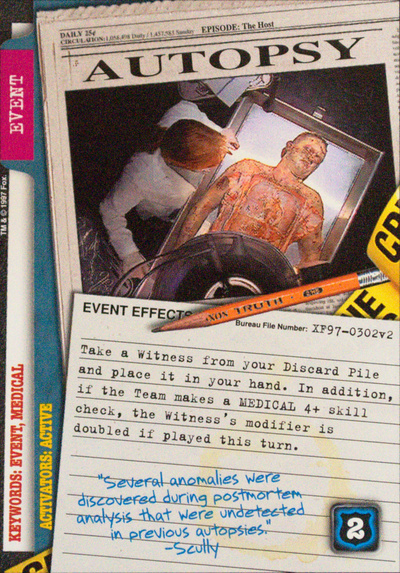 DAILY 25¢
CIRCULATION: 1,056,498 Daily / 1,457,583 Sunday
EPISODE: The Host
AUTOPSY
EVENT
TM & © 1997 Fox.
CRI
NE
TRUTH
EVENT EFFECTS
Bureau File Number: XF97-0302v2
Take a Witness from your Discard Pile
and place it in your hand. In addition,
if the Team makes a MEDICAL 4+ skill
check, the Witness's modifier is
doubled if played this turn.
KEYWORDS: EVENT, MEDICAL
ACTIVATORS: ACTIVE
"Several anomalies were
discovered during postmortem
analysis that were undetected
in previous autopsies."
-Scully
2